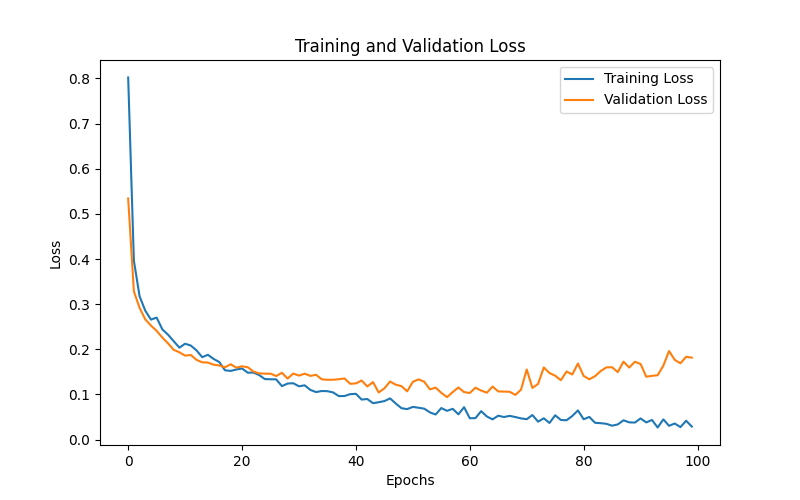 Training and Validation Loss
Training Loss
Validation Loss
0.8
0.7
0.6
0.5
0.4
0.3
0.2
0.1
0.0
Loss
0 20 40 60 80 100
Epochs